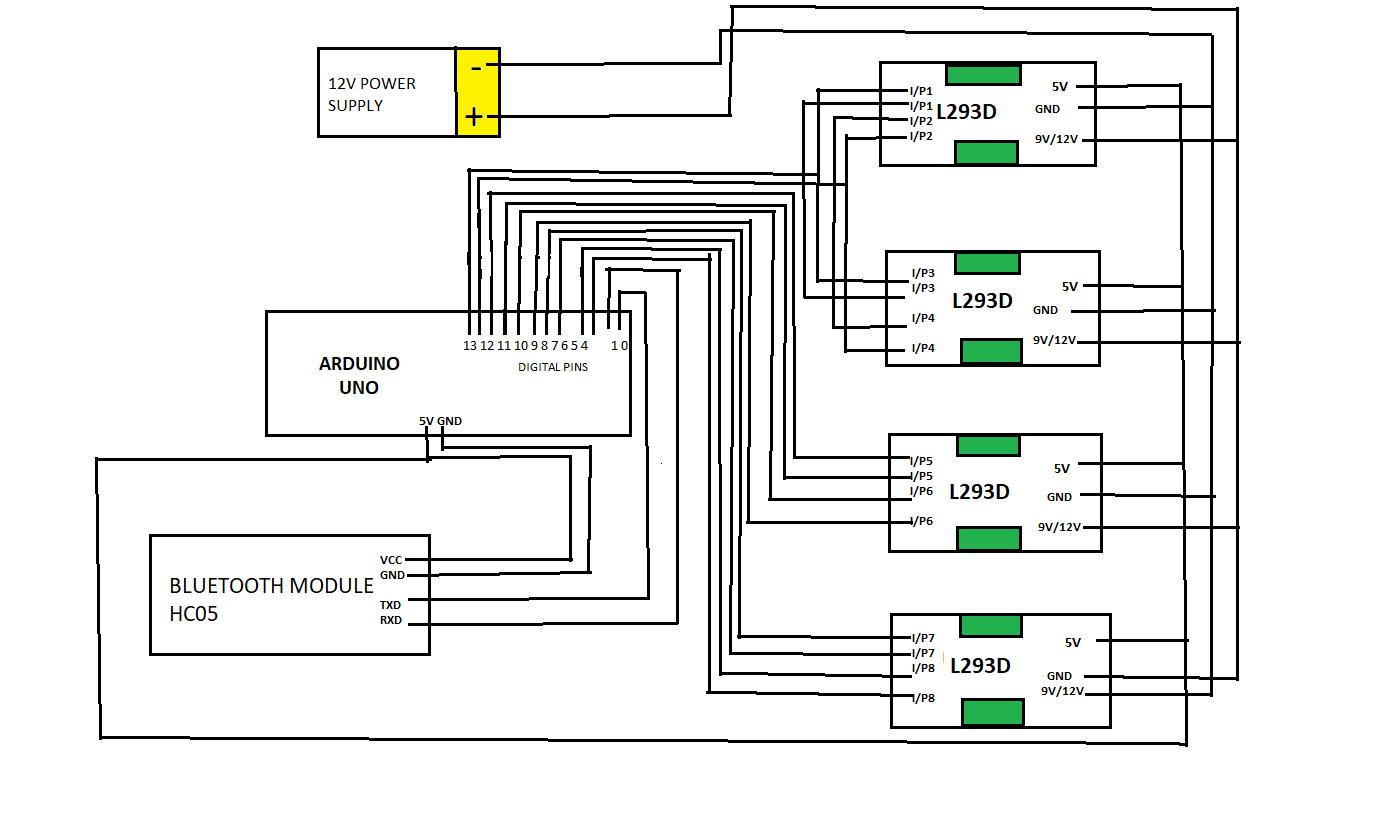 12V POWER
SUPPLY
-
+
I/P1
I/P1
I/P2
I/P2
L293D
5V
GND
9V/12V
I/P3
I/P3
I/P4
I/P4
L293D
5V
GND
9V/12V
ARDUINO
UNO
13 12 11 10 9 8 7 6 5 4 1 0
DIGITAL PINS
5V GND
I/P5
I/P5
I/P6
I/P6
L293D
5V
GND
9V/12V
BLUETOOTH MODULE
HC05
VCC
GND
TXD
RXD
I/P7
I/P7
I/P8
I/P8
L293D
5V
GND
9V/12V